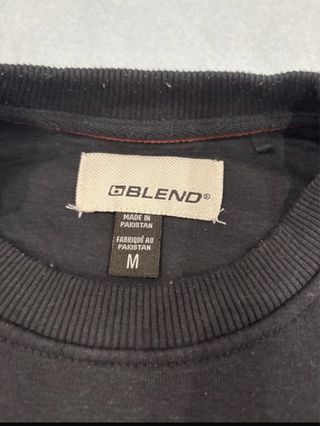 BLEND®
MADE IN
PAKISTAN
FABRIQUÉ AU
PAKISTAN
M